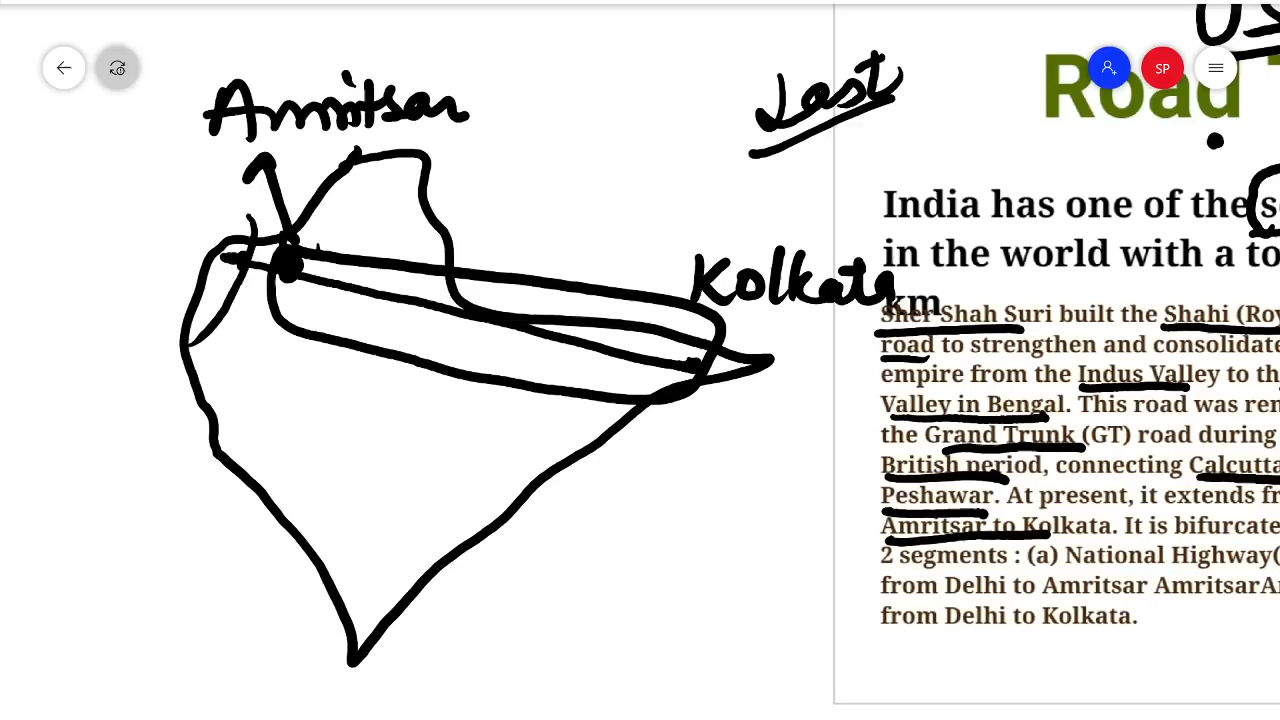 Amritsar
Last
Kolkata
SP
Road
India has one of the
in the world with a to
km
Sher Shah Suri built the Shahi (Ro
road to strengthen and consolidate
empire from the Indus Valley to th
Valley in Bengal. This road was ren
the Grand Trunk (GT) road during
British period, connecting Calcutta
Peshawar. At present, it extends fr
Amritsar to Kolkata. It is bifurcate
2 segments : (a) National Highway(
from Delhi to Amritsar AmritsarAn
from Delhi to Kolkata.